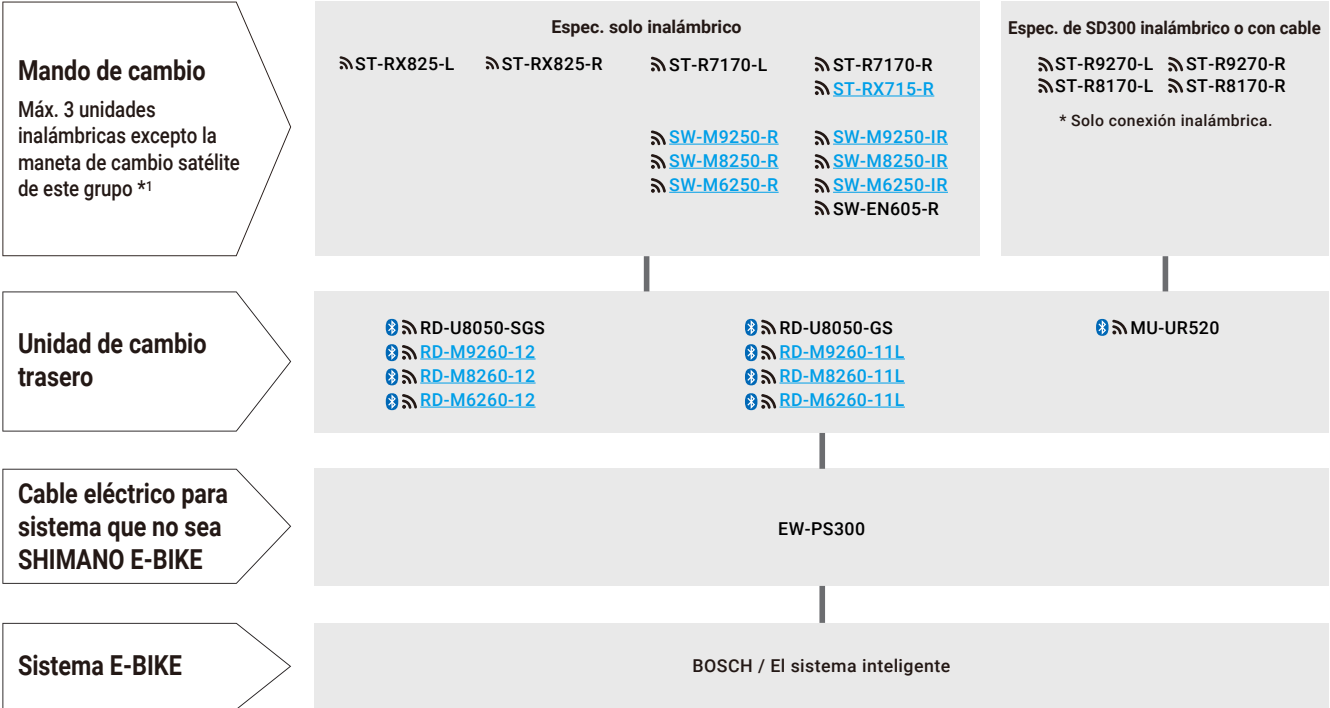 Mando de cambio
Máx. 3 unidades
inalámbricas excepto la
maneta de cambio satélite
de este grupo *1
Espec. solo inalámbrico
ST-RX825-L ST-RX825-R ST-R7170-L ST-R7170-R
ST-RX715-R
SW-M9250-R SW-M9250-IR
SW-M8250-R SW-M8250-IR
SW-M6250-R SW-M6250-IR
SW-EN605-R
Espec. de SD300 inalámbrico o con cable
ST-R9270-L ST-R9270-R
ST-R8170-L ST-R8170-R
* Solo conexión inalámbrica.
Unidad de cambio
trasero
RD-U8050-SGS RD-U8050-GS MU-UR520
RD-M9260-12 RD-M9260-11L
RD-M8260-12 RD-M8260-11L
RD-M6260-12 RD-M6260-11L
Cable eléctrico para
sistema que no sea
SHIMANO E-BIKE
EW-PS300
Sistema E-BIKE
BOSCH / El sistema inteligente